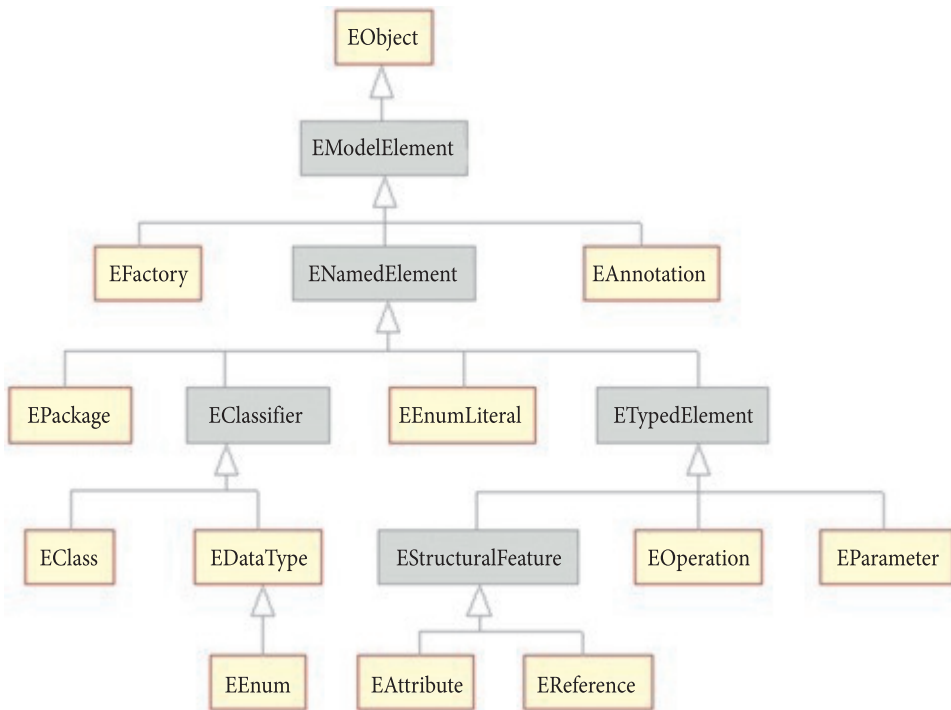 EObject
EModelElement
EFactory
ENamedElement
EAnnotation
EPackage
EClassifier
EEnumLiteral
ETypedElement
EClass
EDataType
EStructuralFeature
EOperation
EParameter
EEnum
EAttribute
EReference